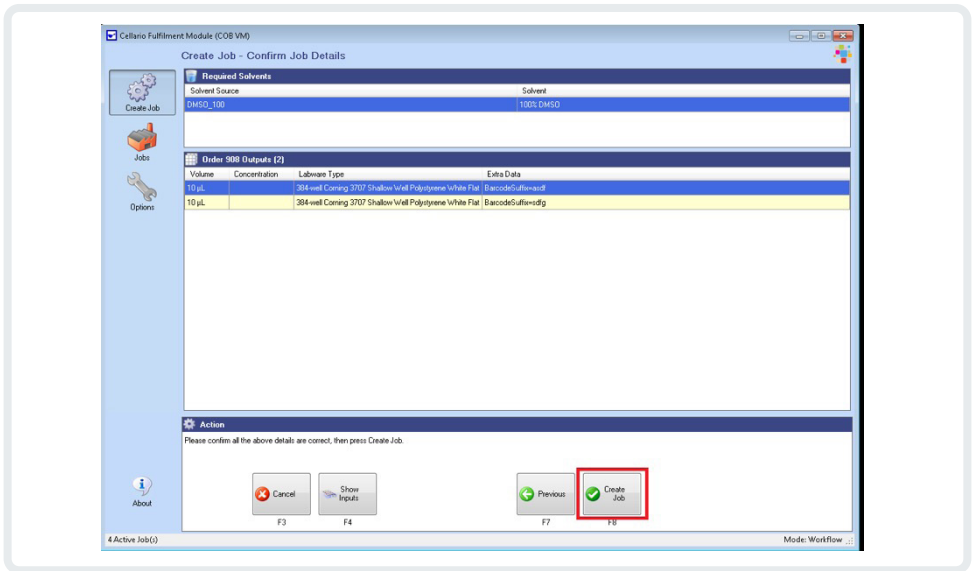 Cellario Fulfilment Module (COB VM)
Create Job - Confirm Job Details
Create Job
Jobs
Options
Required Solvents
Solvent Source Solvent
DMSO_100 100% DMSO
Order 908 Outputs (2)
Volume Concentration Labware Type Extra Data
10 µL 384-well Corning 3707 Shallow Well Polystyrene White Flat BarcodeSuffix=asdf
10 µL 384-well Corning 3707 Shallow Well Polystyrene White Flat BarcodeSuffix=sdfg
Action
Please confirm all the above details are correct, then press Create Job.
About
Cancel
Show
Inputs
Previous
Create
Job
F3 F4 F7 F8
4 Active Job(s) Mode: Workflow